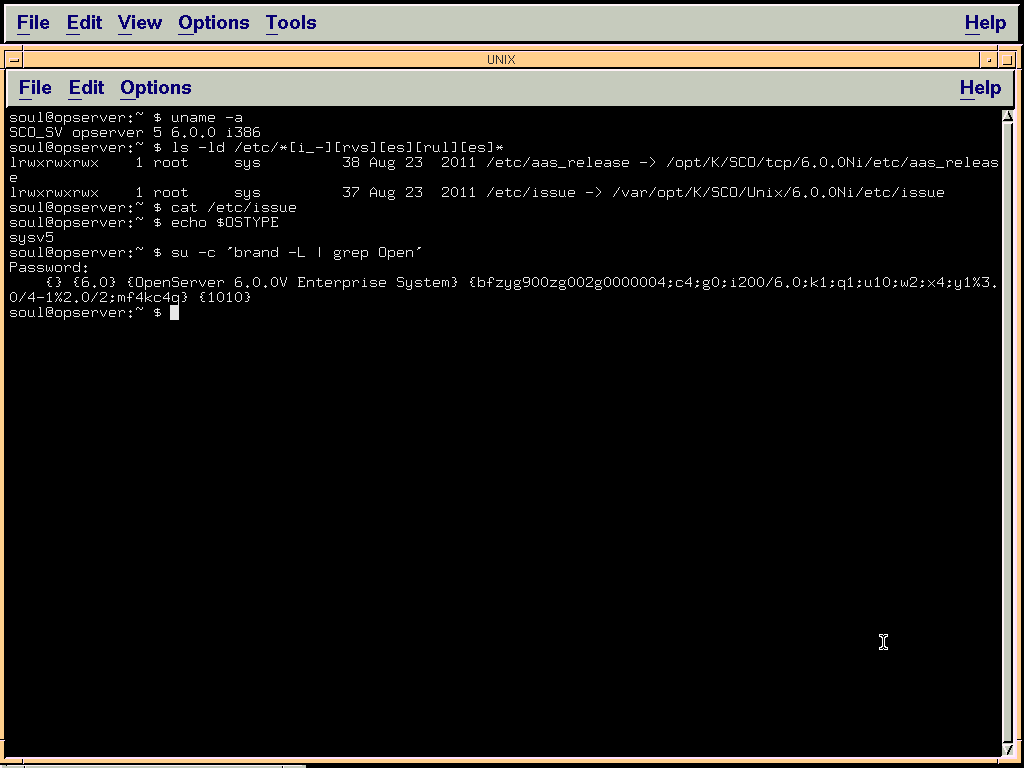 File Edit View Options Tools Help
UNIX
File Edit Options Help
soul@opserver:~ $ uname -a
SCO_SV opserver 5 6.0.0 i386
soul@opserver:~ $ ls -ld /etc/*[i_-][rvs][es][rul][es]*
lrwxrwxrwx    1 root     sys         38 Aug 23  2011 /etc/aas_release -> /opt/K/SCO/tcp/6.0.0Ni/etc/aas_releas
e
lrwxrwxrwx    1 root     sys         37 Aug 23  2011 /etc/issue -> /var/opt/K/SCO/Unix/6.0.0Ni/etc/issue
soul@opserver:~ $ cat /etc/issue
soul@opserver:~ $ echo $OSTYPE
sysv5
soul@opserver:~ $ su -c 'brand -L | grep Open'
Password:
    {} {6.0} {OpenServer 6.0.0V Enterprise System} {bfzyg900zg002g0000004;c4;g0;i200/6.0;k1;q1;u10;w2;x4;y1%3.
0/4-1%2.0/2;mf4kc4q} {1010}
soul@opserver:~ $